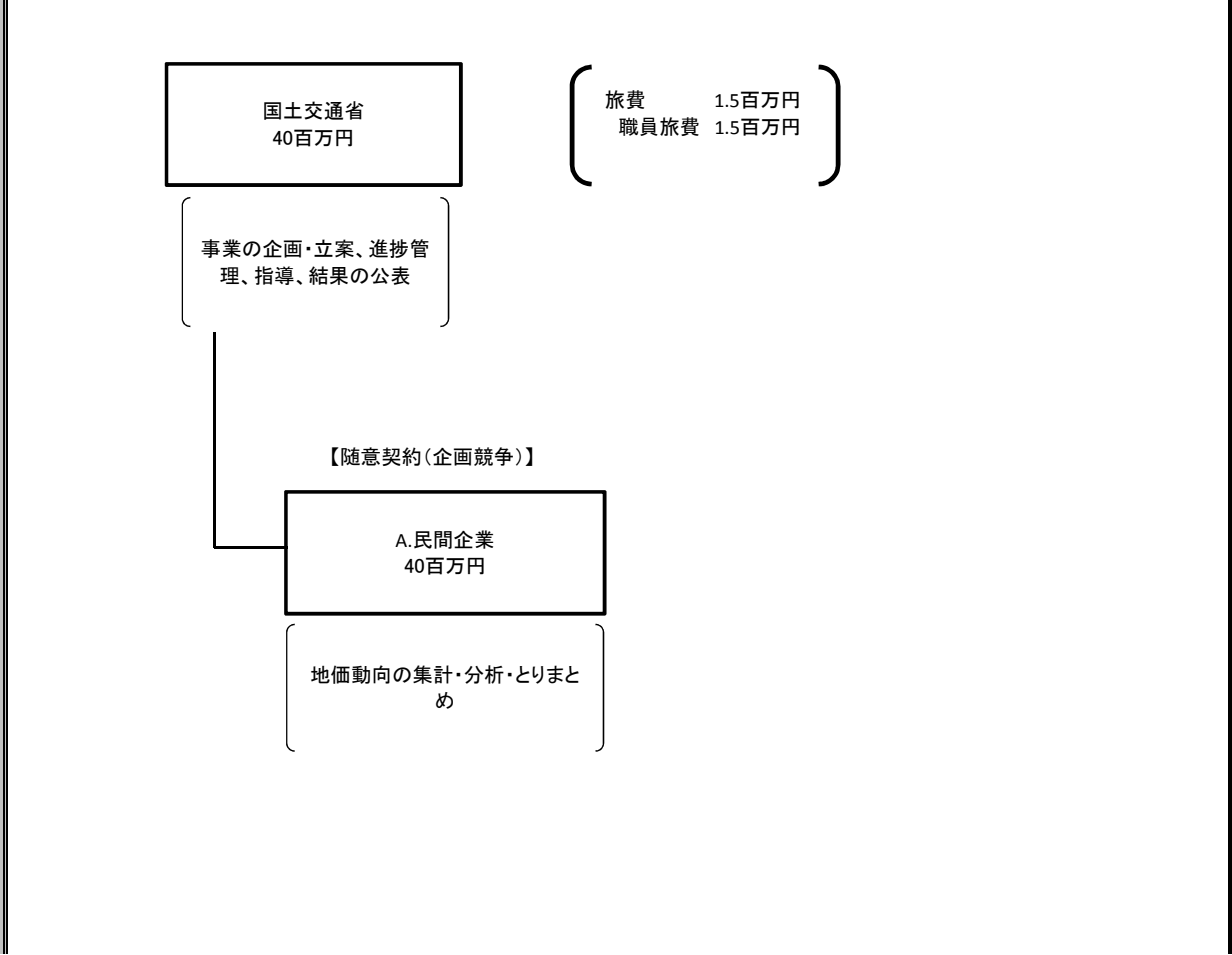 国土交通省
40百万円
旅費 1.5百万円
職員旅費 1.5百万円
事業の企画・立案、進捗管
理、指導、結果の公表
【随意契約（企画競争）】
A.民間企業
40百万円
地価動向の集計・分析・とりまと
め